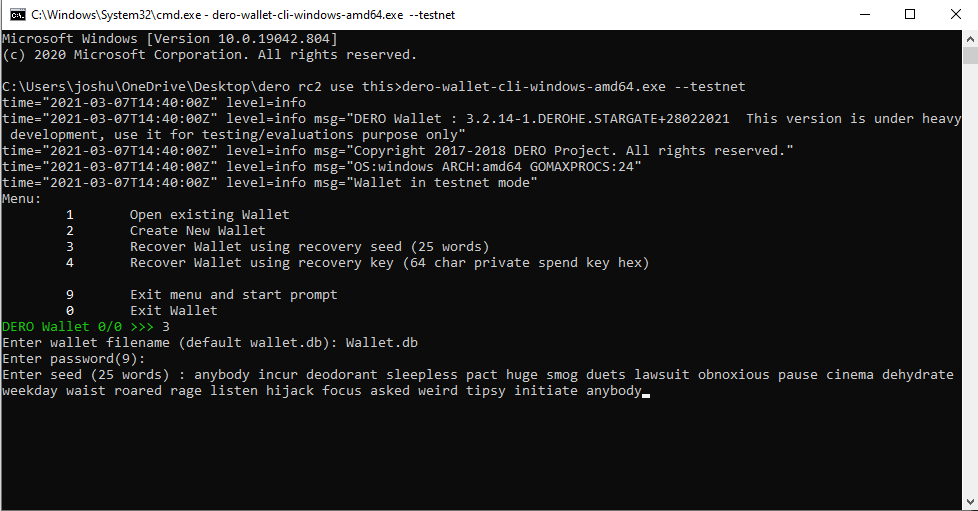 C:\Windows\System32\cmd.exe - dero-wallet-cli-windows-amd64.exe --testnet
Microsoft Windows [Version 10.0.19042.804]
(c) 2020 Microsoft Corporation. All rights reserved.
C:\Users\joshu\OneDrive\Desktop\dero rc2 use this>dero-wallet-cli-windows-amd64.exe --testnet
time="2021-03-07T14:40:00Z" level=info
time="2021-03-07T14:40:00Z" level=info msg="DERO Wallet : 3.2.14-1.DEROHE.STARGATE+28022021  This version is under heavy
 development, use it for testing/evaluations purpose only"
time="2021-03-07T14:40:00Z" level=info msg="Copyright 2017-2018 DERO Project. All rights reserved."
time="2021-03-07T14:40:00Z" level=info msg="OS:windows ARCH:amd64 GOMAXPROCS:24"
time="2021-03-07T14:40:00Z" level=info msg="Wallet in testnet mode"
Menu:
1 Open existing Wallet
2 Create New Wallet
3 Recover Wallet using recovery seed (25 words)
4 Recover Wallet using recovery key (64 char private spend key hex)
9 Exit menu and start prompt
0 Exit Wallet
DERO Wallet 0/0 >>> 3
Enter wallet filename (default wallet.db): Wallet.db
Enter password(9):
Enter seed (25 words) : anybody incur deodorant sleepless pact huge smog duets lawsuit obnoxious pause cinema dehydrate
weekday waist roared rage listen hijack focus asked weird tipsy initiate anybody